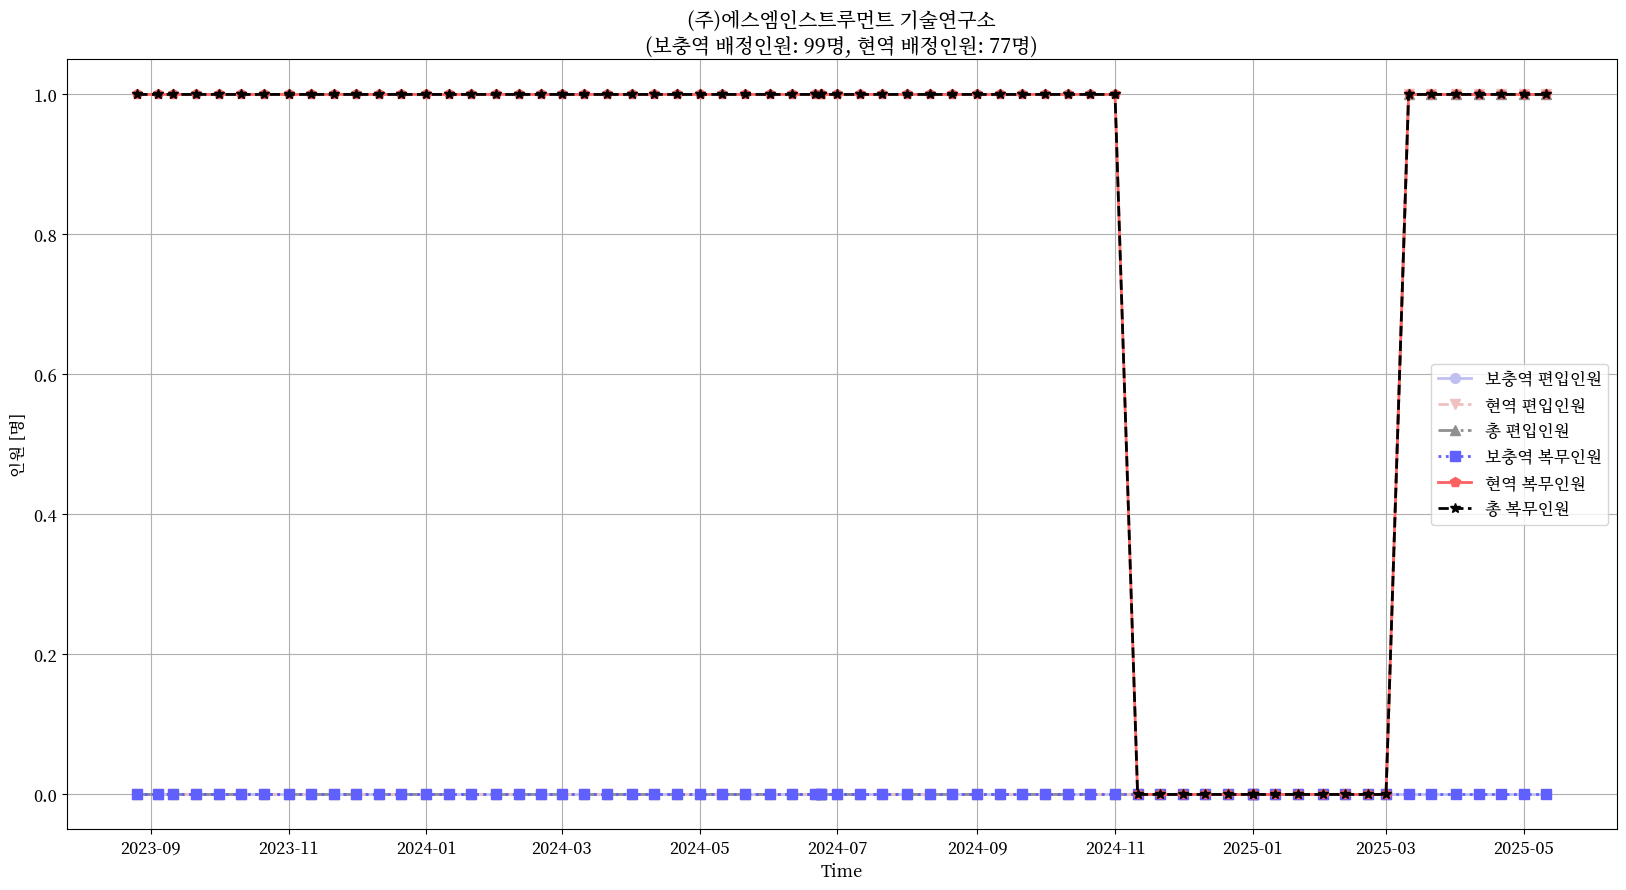 (주)에스엠인스트루먼트 기술연구소
(보충역 배정인원: 99명, 현역 배정인원: 77명)
인원 [명]
1.0
0.8
0.6
0.4
0.2
0.0
보충역 편입인원
현역 편입인원
총 편입인원
보충역 복무인원
현역 복무인원
총 복무인원
2023-09 2023-11 2024-01 2024-03 2024-05 2024-07 2024-09 2024-11 2025-01 2025-03 2025-05
Time